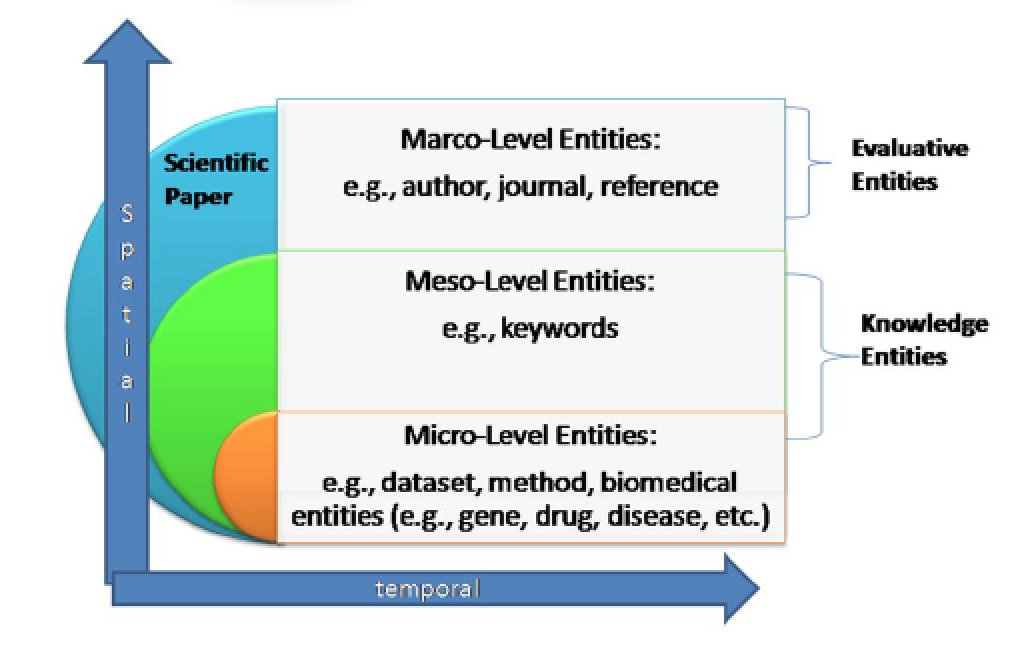 Spatial
Scientific
Paper
Marco-Level Entities:
e.g., author, journal, reference
Evaluative
Entities
Meso-Level Entities:
e.g., keywords
Knowledge
Entities
Micro-Level Entities:
e.g., dataset, method, biomedical
entities (e.g., gene, drug, disease, etc.)
temporal